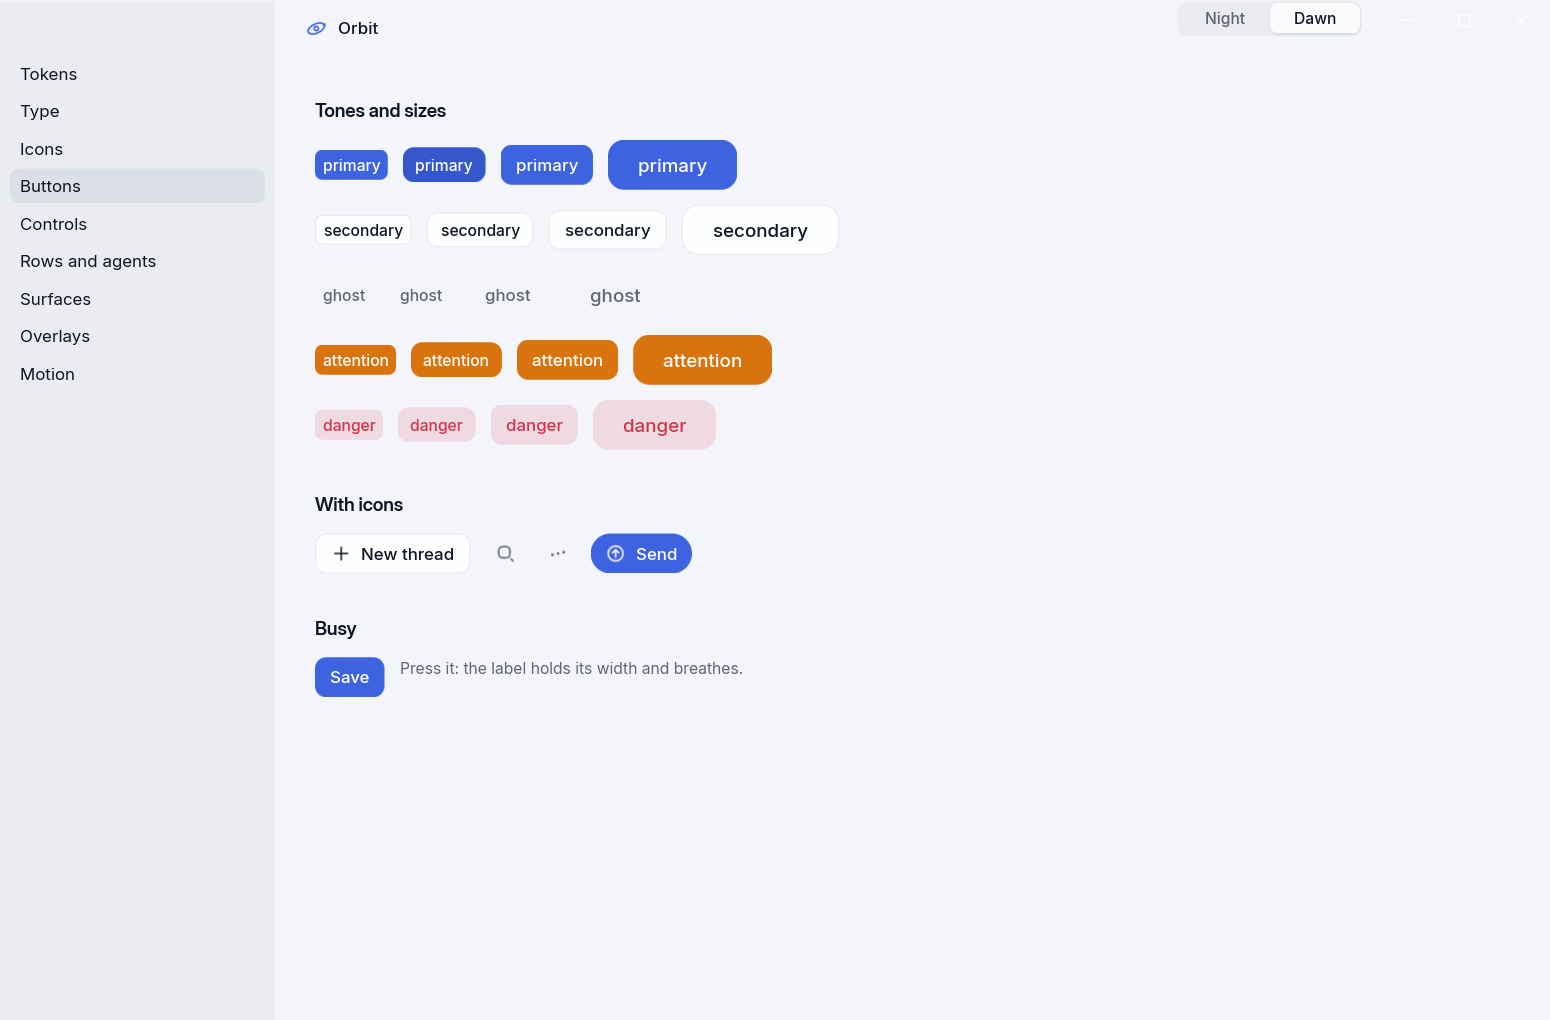 Orbit
Night Dawn
Tokens
Type
Icons
Buttons
Controls
Rows and agents
Surfaces
Overlays
Motion
Tones and sizes
primary primary primary primary
secondary secondary secondary secondary
ghost ghost ghost ghost
attention attention attention attention
danger danger danger danger
With icons
New thread Send
Busy
Save Press it: the label holds its width and breathes.